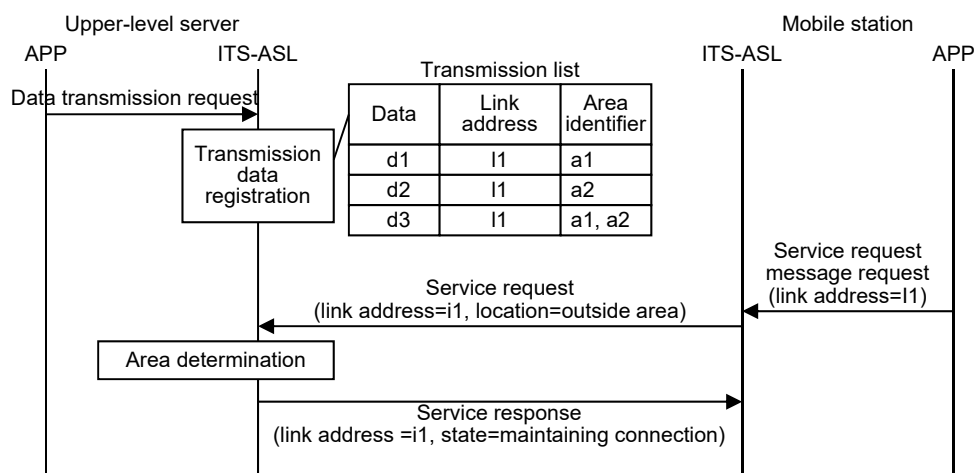 Upper-level server
Mobile station
APP
ITS-ASL
ITS-ASL
APP
Data transmission request
Transmission list
Data
Link
address
Area
identifier
d1
l1
a1
d2
l1
a2
d3
l1
a1, a2
Transmission
data
registration
Service request
message request
(link address=l1)
Service request
(link address=i1, location=outside area)
Area determination
Service response
(link address =i1, state=maintaining connection)